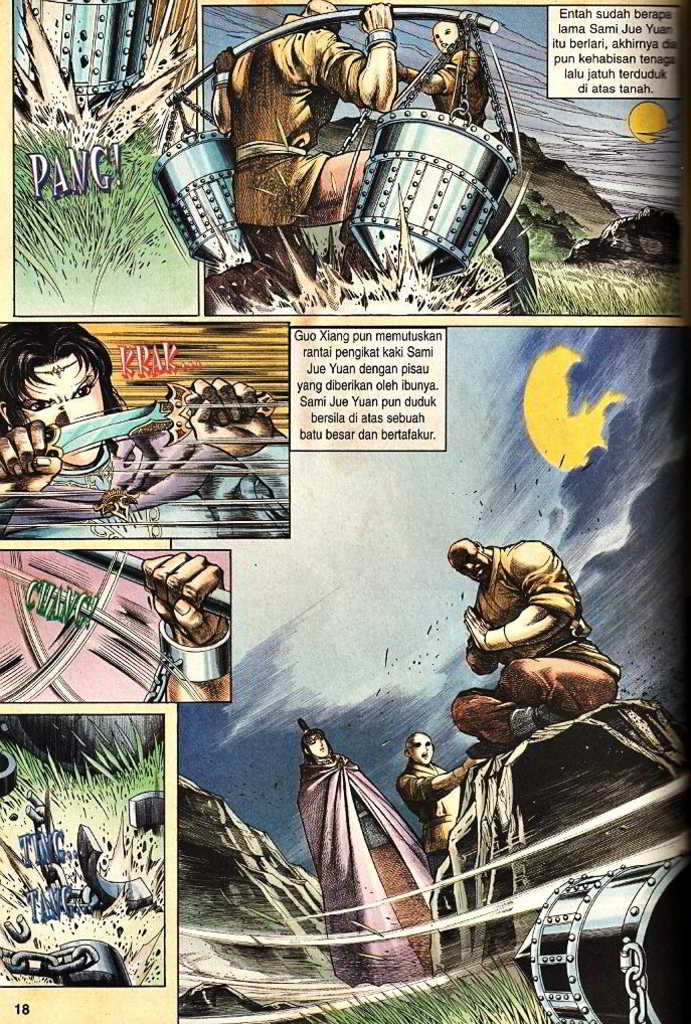 PANG!
Entah sudah berapa
lama Sami Jue Yuan
itu berlari, akhirnya dia
pun kehabisan tenaga
lalu jatuh terduduk
di atas tanah.
KRAK...
Guo Xiang pun memutuskan
rantai pengikat kaki Sami
Jue Yuan dengan pisau
yang diberikan oleh ibunya.
Sami Jue Yuan pun duduk
bersila di atas sebuah
batu besar dan bertafakur.
CHANG!
TING...
TANG...
18